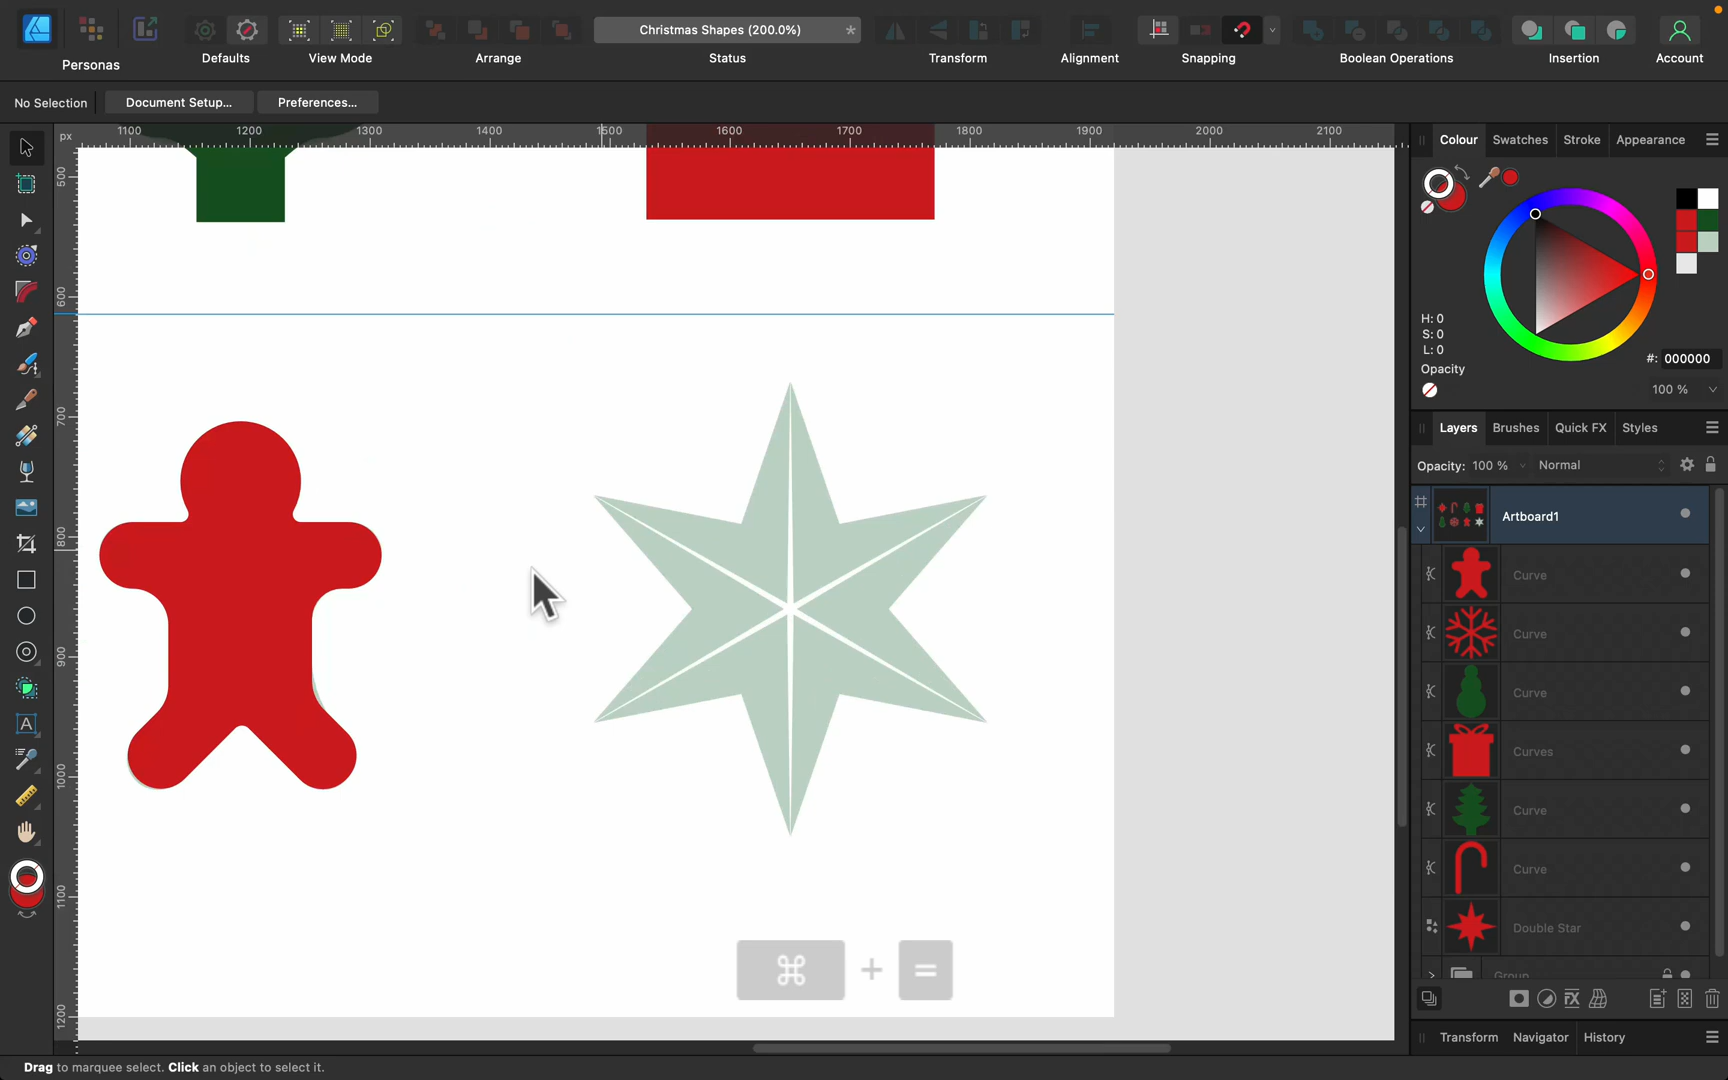 Christmas Shapes (200.0%)
*
Personas
Defaults
View Mode
Arrange
Status
Transform
Alignment
Snapping
Boolean Operations
Insertion
Account
No Selection
Document Setup...
Preferences...
px
1100 1200 1300 1400 1500 1600 1700 1800 1900 2000 2100
500
600
700
800
900
1000
1100
1200
Colour Swatches Stroke Appearance
H: 0
S: 0
L: 0
#: 000000
Opacity
100 %
Layers Brushes Quick FX Styles
Opacity: 100 % Normal
Artboard1
Curve
Curve
Curve
Curves
Curve
Curve
Double Star
Group
⌘ + =
Transform Navigator History
Drag to marquee select. Click an object to select it.